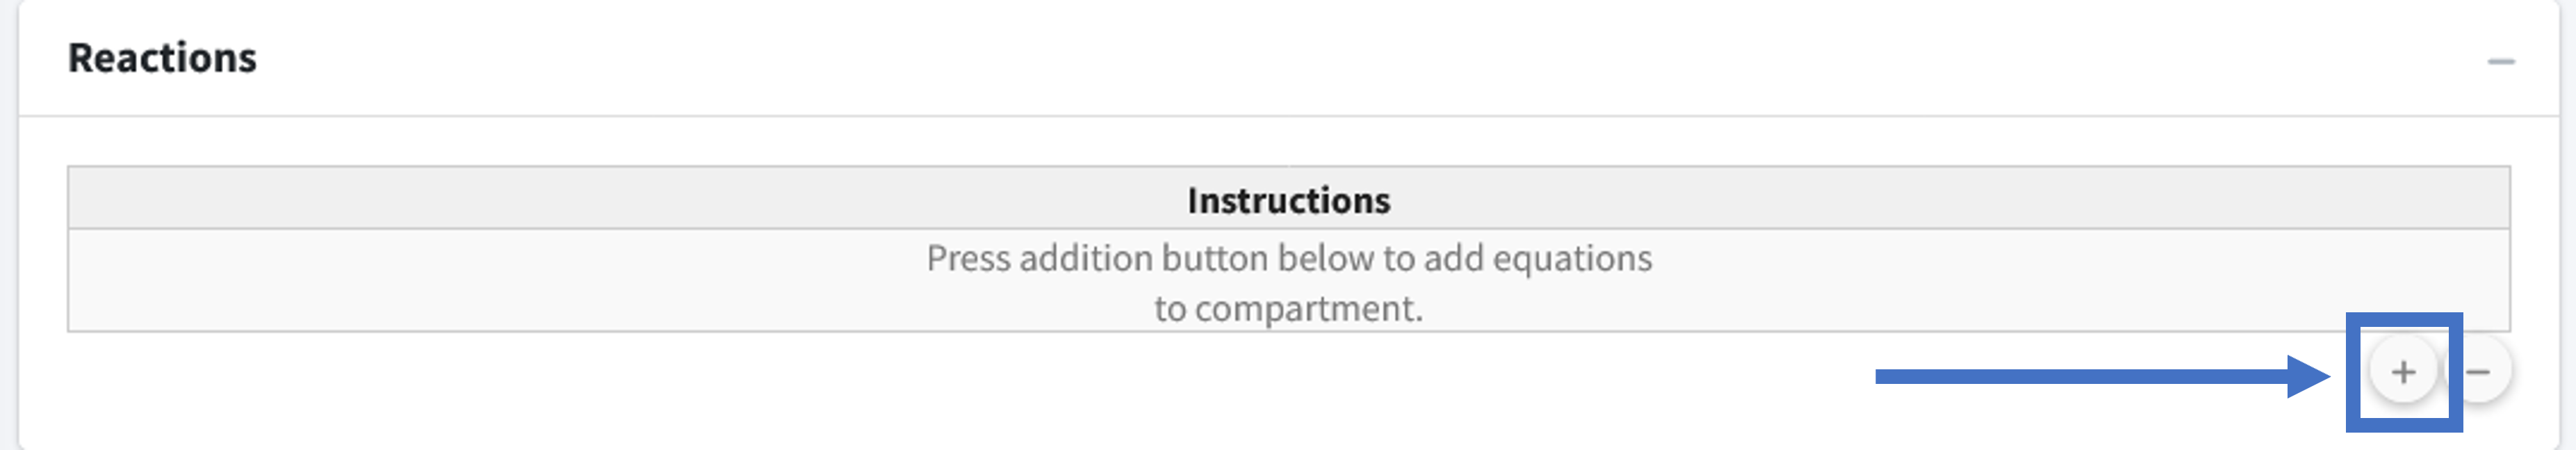 Reactions
Instructions
Press addition button below to add equations
to compartment.